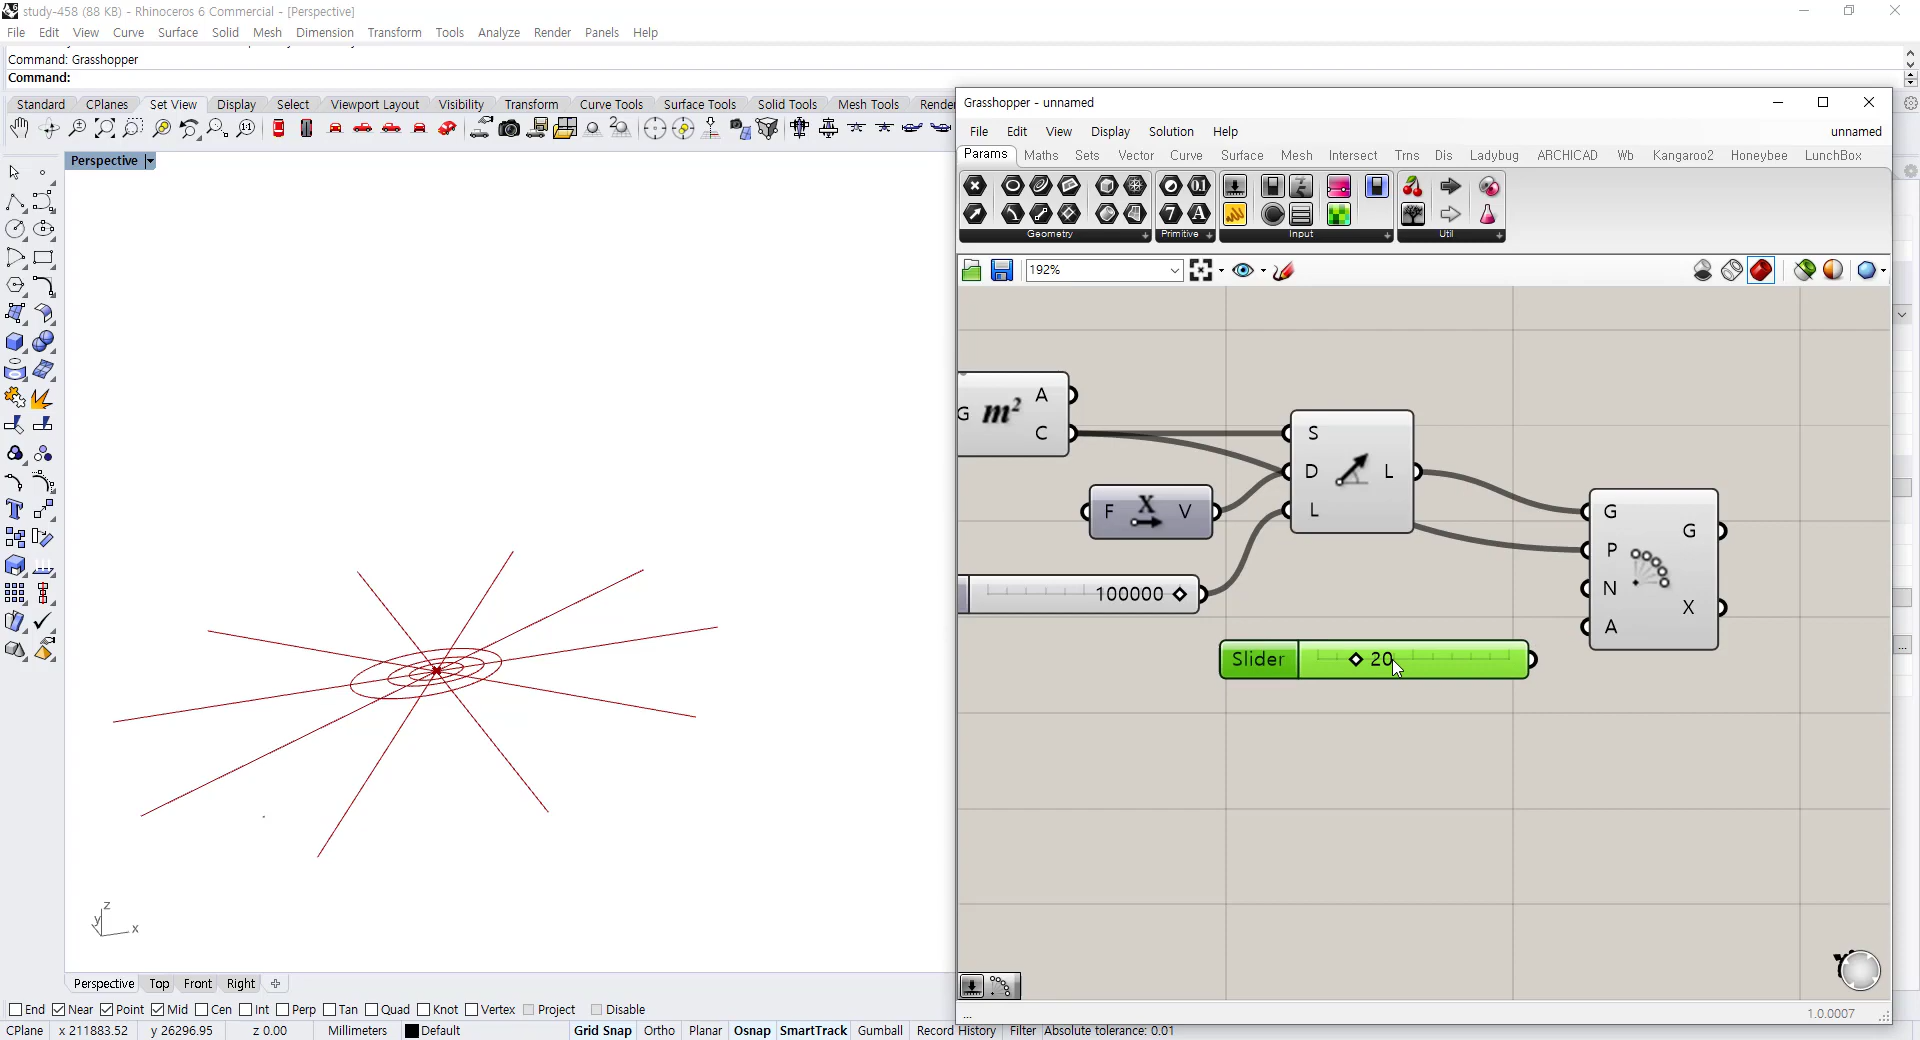 study-458 (88 KB) - Rhinoceros 6 Commercial - [Perspective]
File Edit View Curve Surface Solid Mesh Dimension Transform Tools Analyze Render Panels Help
Command: Grasshopper
Command:
Standard CPlanes Set View Display Select Viewport Layout Visibility Transform Curve Tools Surface Tools Solid Tools Mesh Tools Render
Perspective
Grasshopper - unnamed
File Edit View Display Solution Help unnamed
Params Maths Sets Vector Curve Surface Mesh Intersect Trns Dis Ladybug ARCHICAD Wb Kangaroo2 Honeybee LunchBox
Geometry Primitive Input Util
192%
G m² A
C
S
D L
L
F X V
100000
G
P G
N X
A
Slider 20
z
y
x
Perspective Top Front Right
End Near Point Mid Cen Int Perp Tan Quad Knot Vertex Project Disable
... 1.0.0007
CPlane x 211883.52 y 26296.95 z 0.00 Millimeters Default Grid Snap Ortho Planar Osnap SmartTrack Gumball Record History Filter Absolute tolerance: 0.01